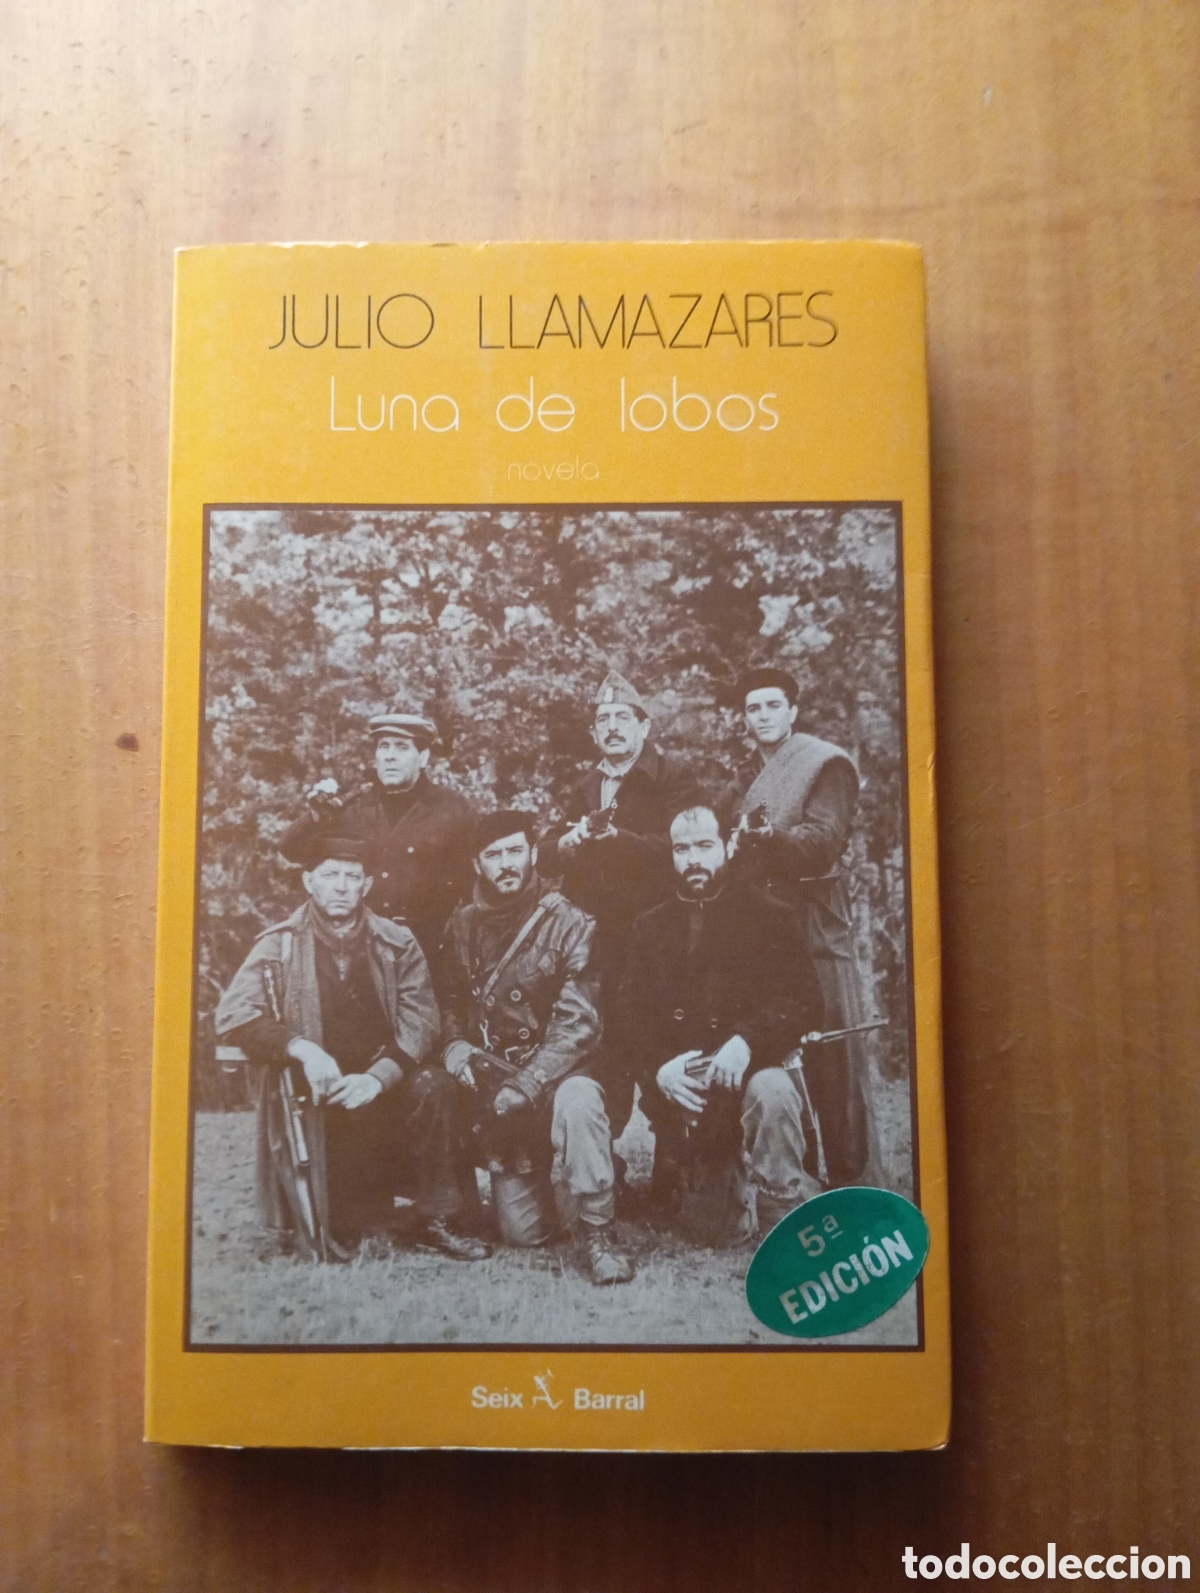 JULIO LLAMAZARES
Luna de lobos
novela
5ª
EDICIÓN
Seix Barral
todocoleccion